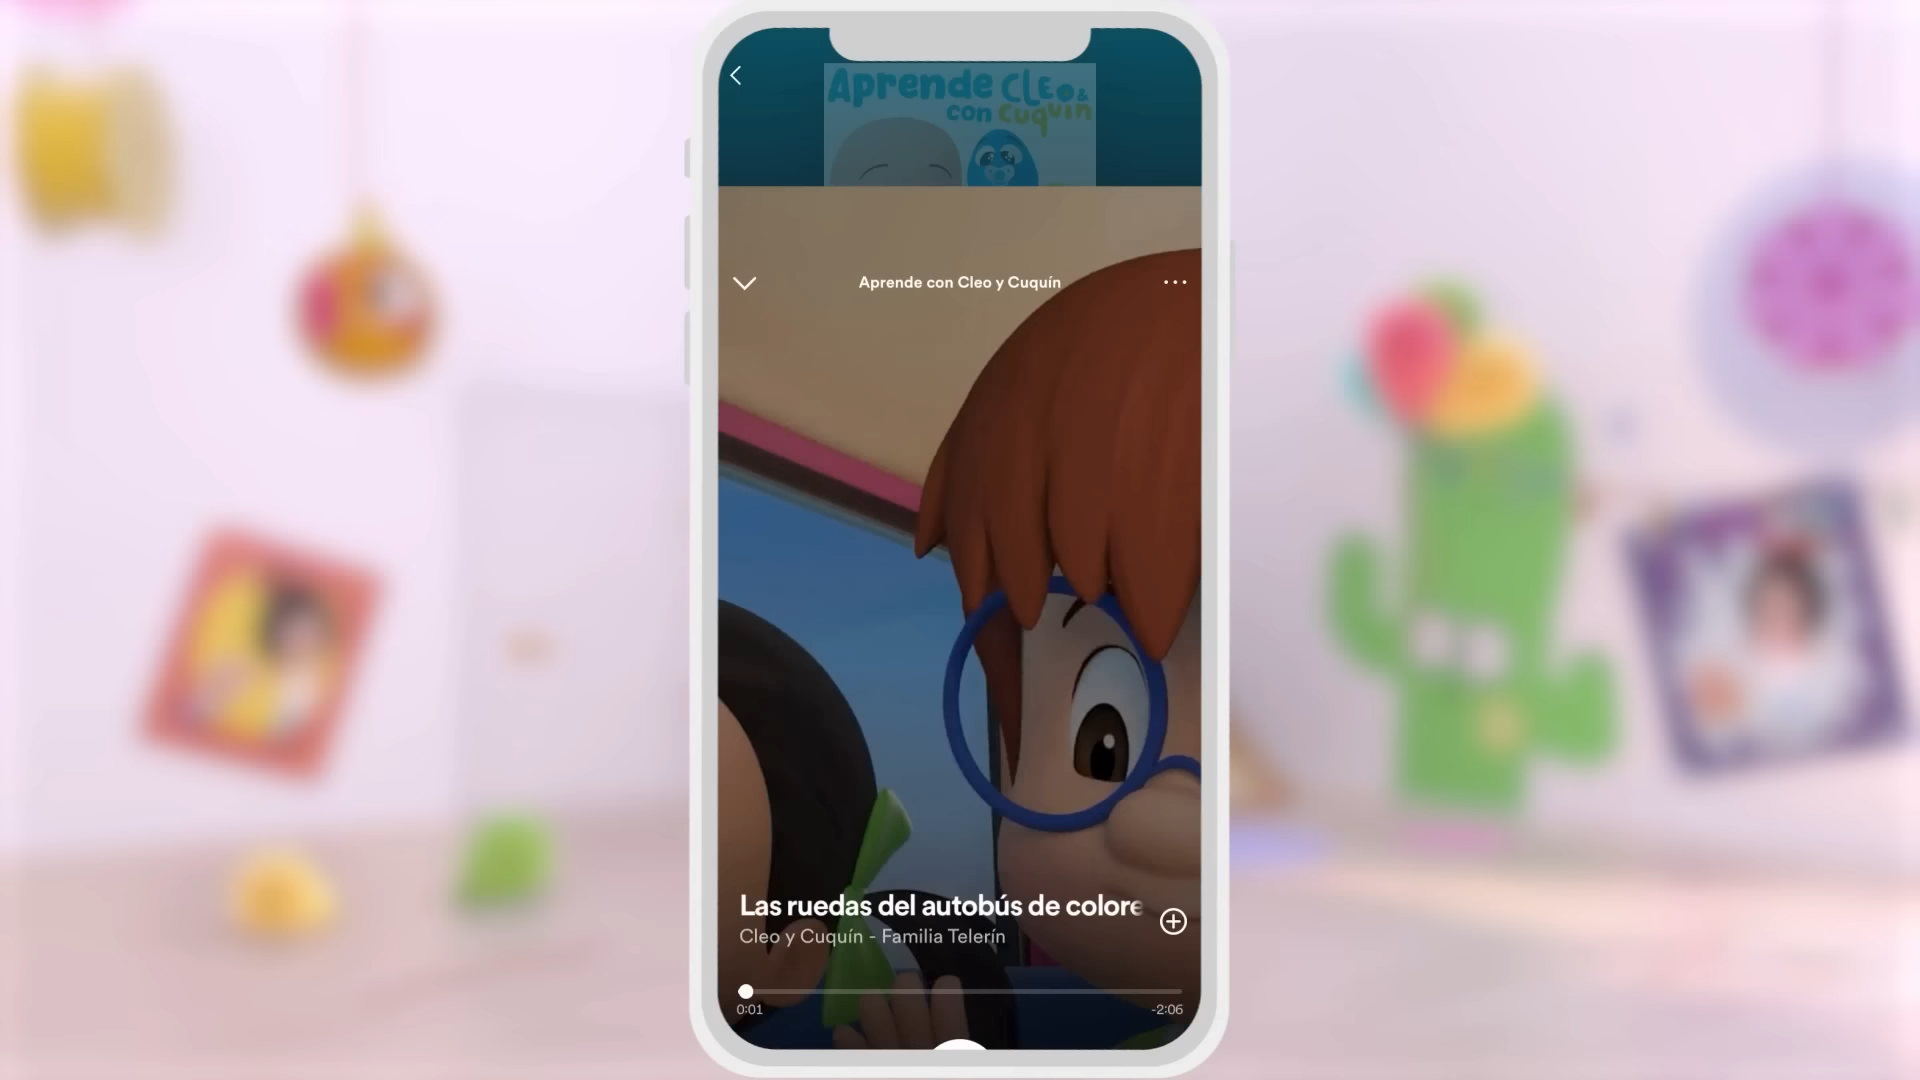 Aprende CLEO &
con cuquin
Aprende con Cleo y Cuquín
Las ruedas del autobús de colore
Cleo y Cuquín - Familia Telerín
0:01
-2:06